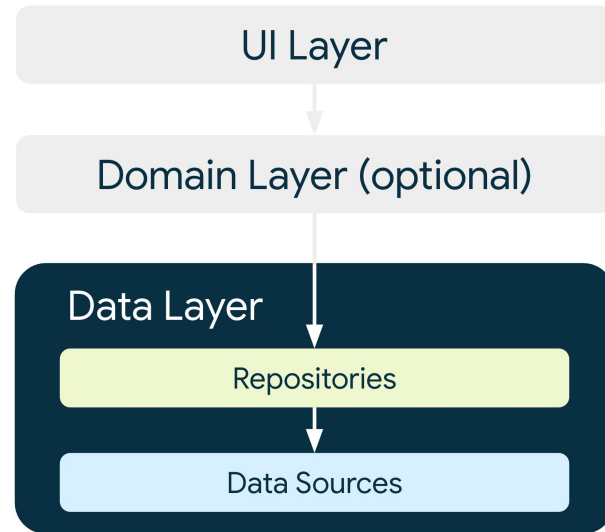 UI Layer
Domain Layer (optional)
Data Layer
Repositories
Data Sources